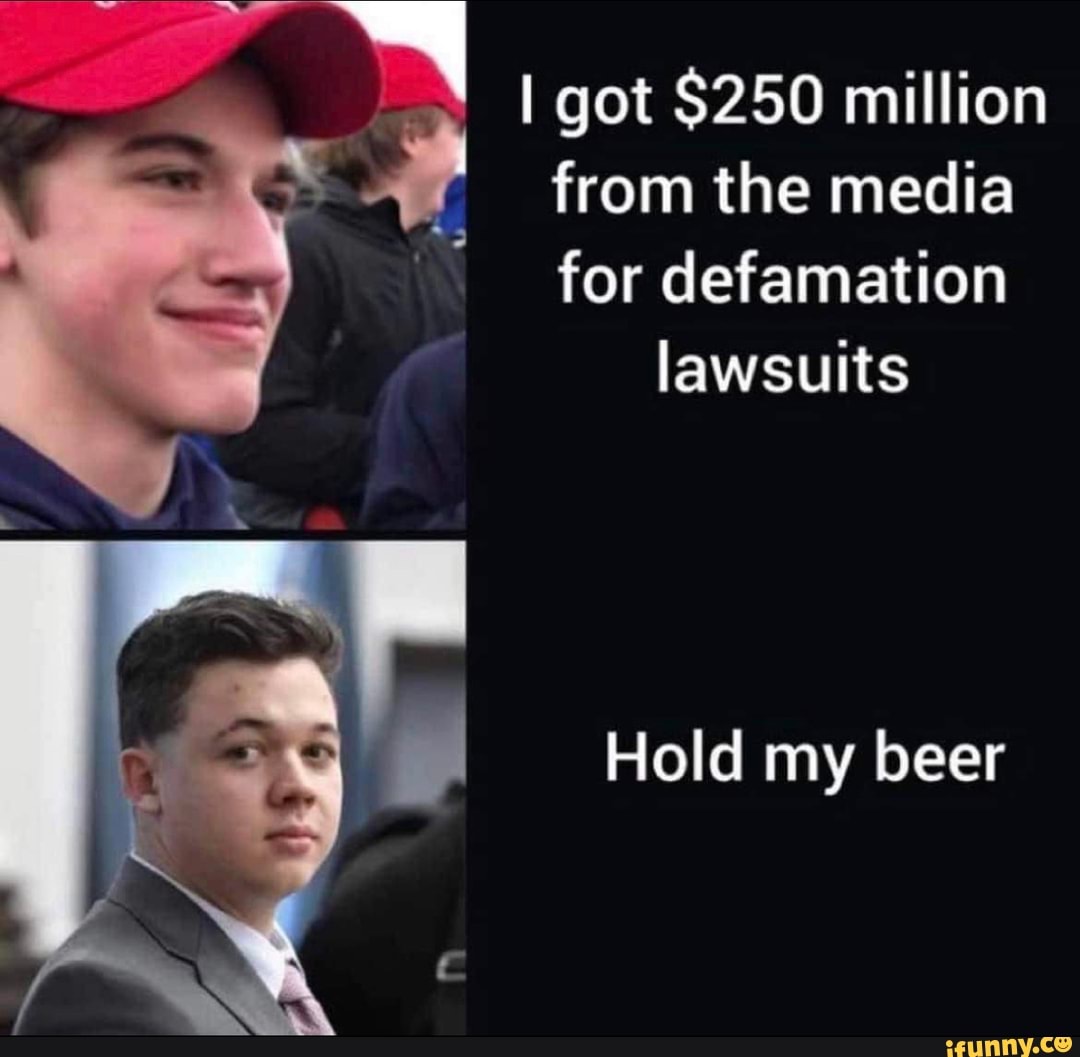 I got $250 million
from the media
for defamation
lawsuits
Hold my beer
ifunny.co